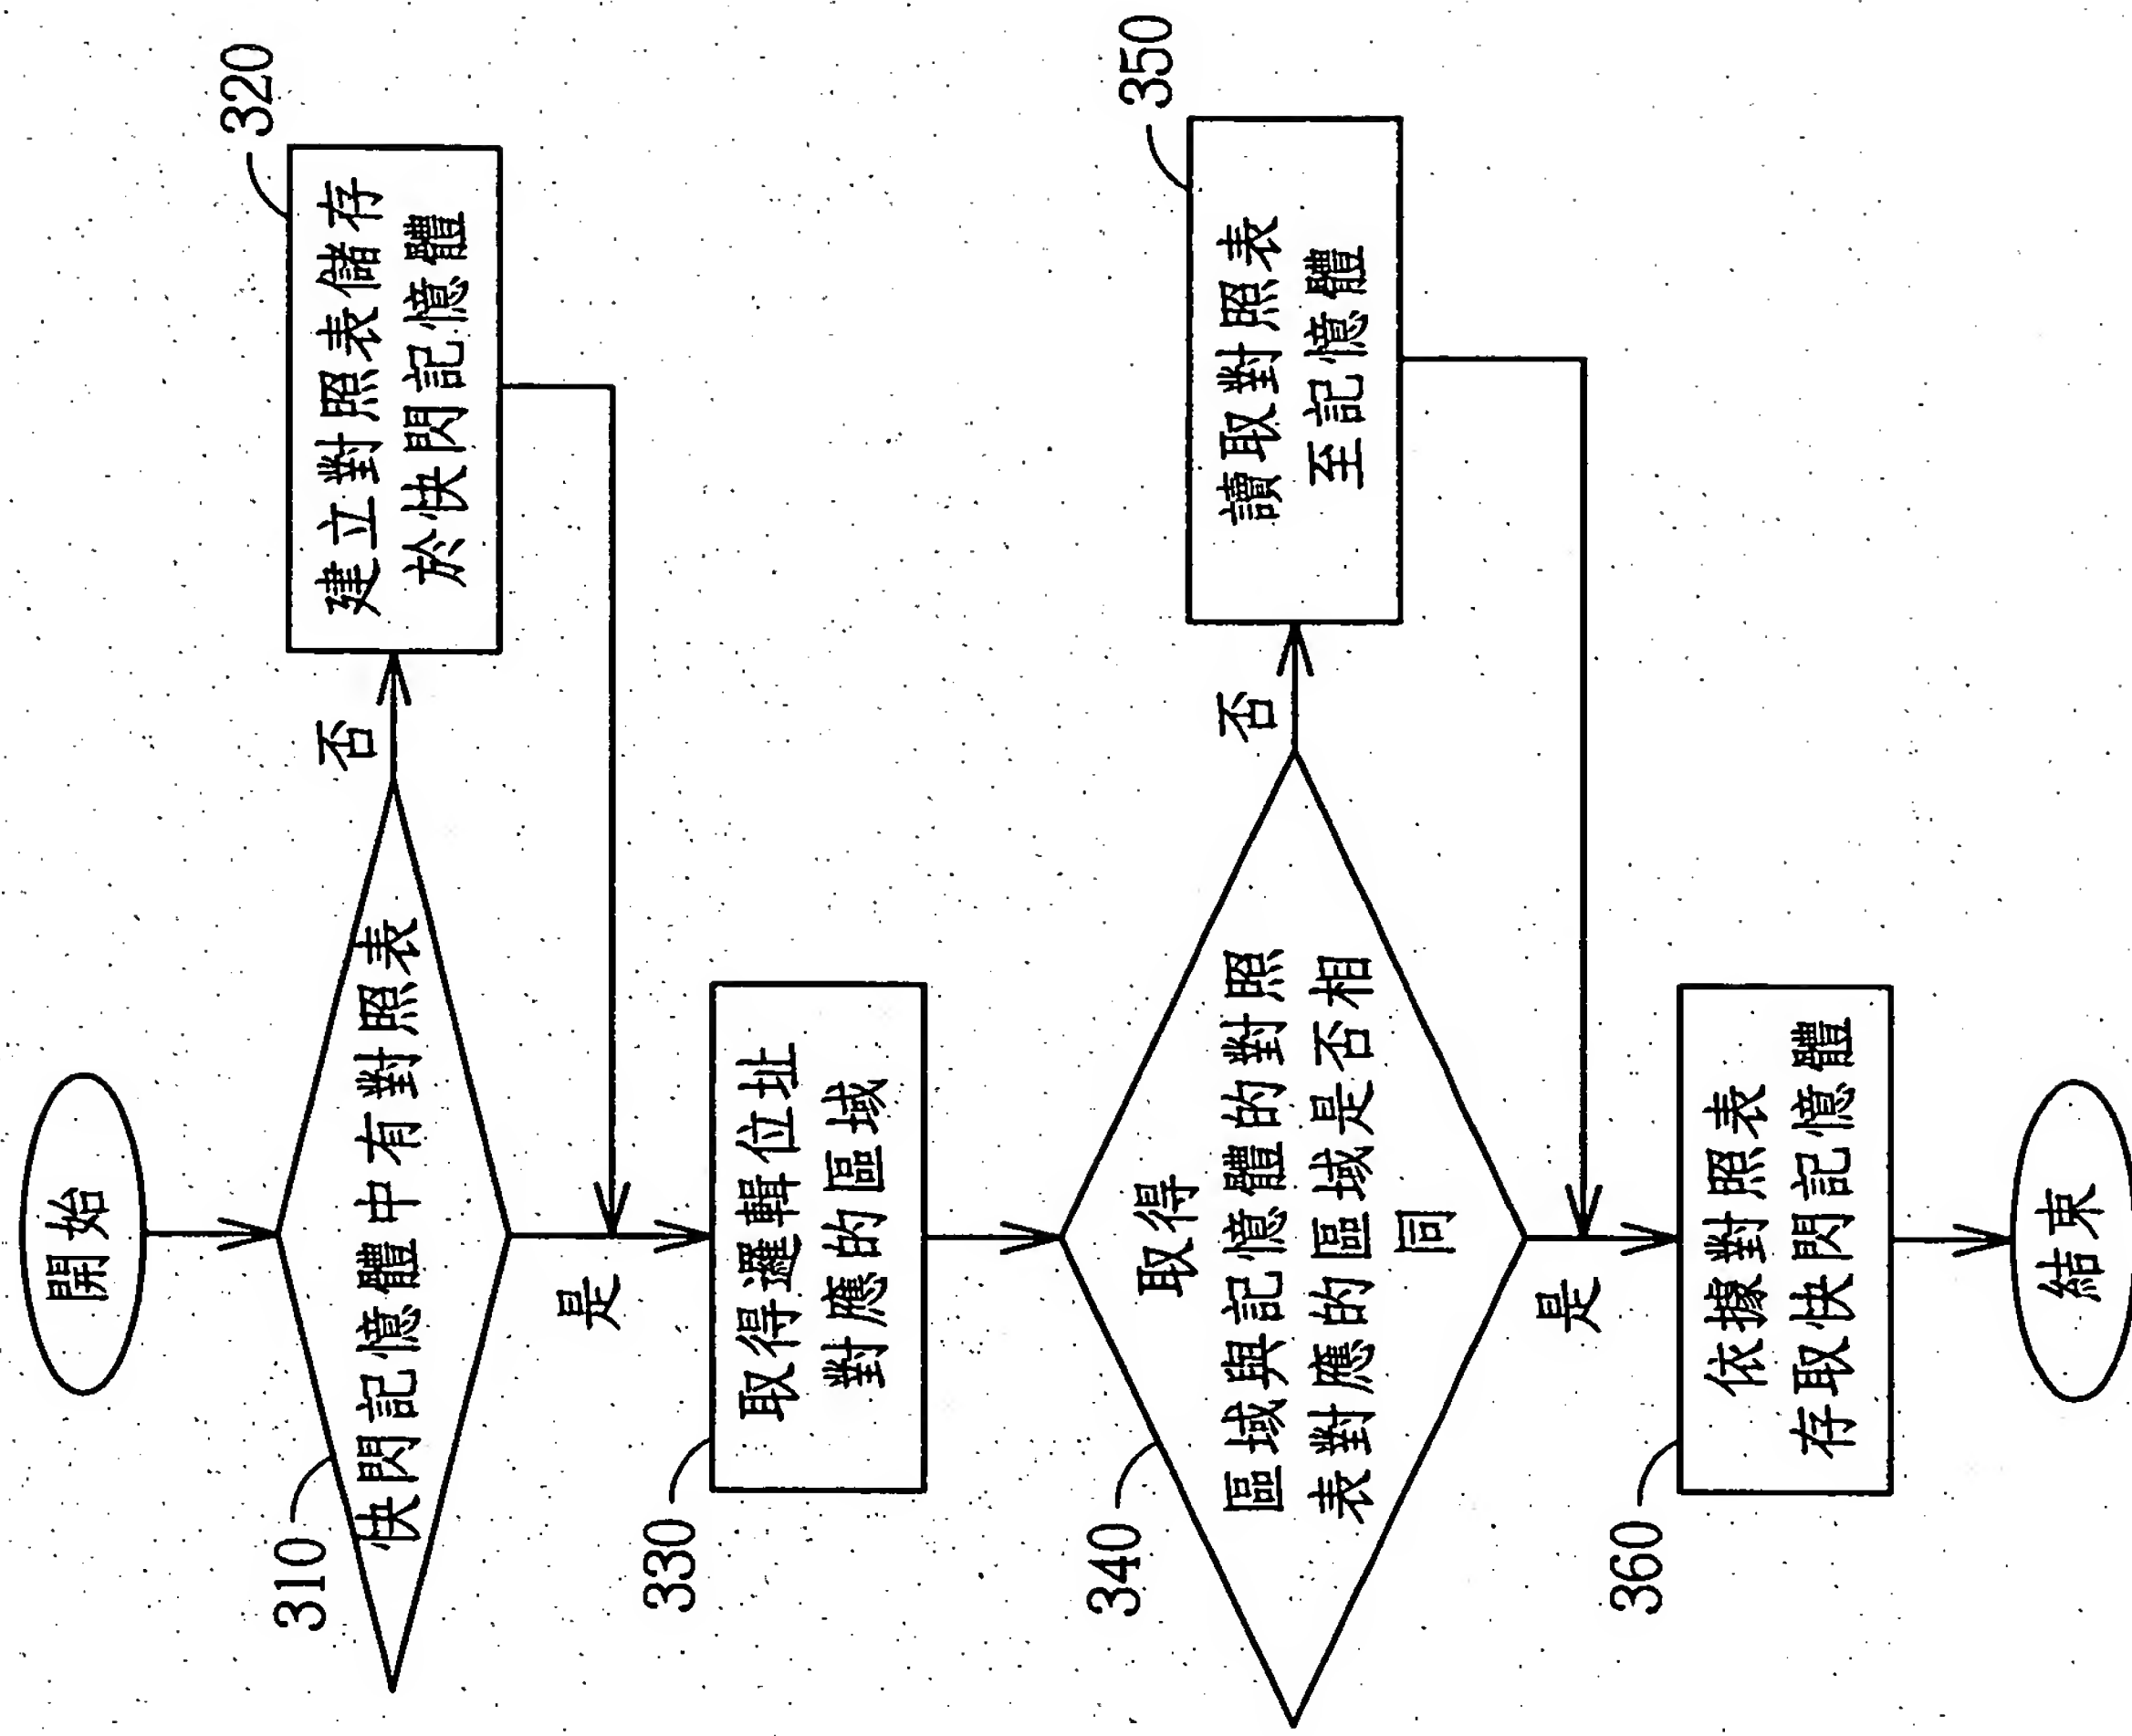 開始
310
快閃記憶體中有對照表
否
320
建立對照表儲存
於快閃記憶體
是
330
取得邏輯位址
對應的區域
340
取得
區域與記憶體的對照
表對應的區域是否相
同
否
350
讀取對照表
至記憶體
是
360
依據對照表
存取快閃記憶體
結束